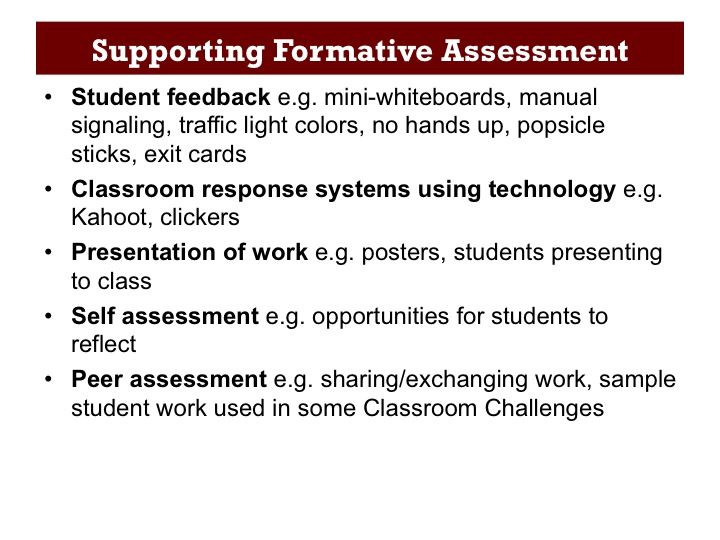 Supporting Formative Assessment
• Student feedback e.g. mini-whiteboards, manual
signaling, traffic light colors, no hands up, popsicle
sticks, exit cards
• Classroom response systems using technology e.g.
Kahoot, clickers
• Presentation of work e.g. posters, students presenting
to class
• Self assessment e.g. opportunities for students to
reflect
• Peer assessment e.g. sharing/exchanging work, sample
student work used in some Classroom Challenges